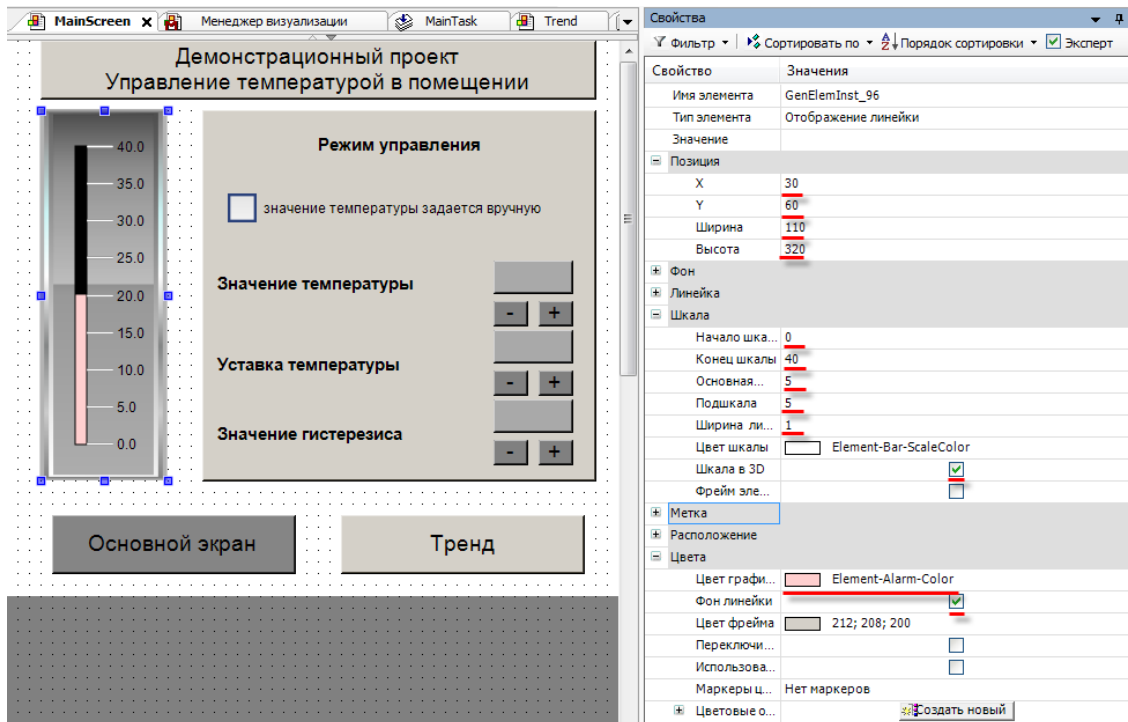 MainScreen X
Менеджер визуализации
MainTask
Trend
Демонстрационный проект
Управление температурой в помещении
40.0
35.0
30.0
25.0
20.0
15.0
10.0
5.0
0.0
Режим управления
значение температуры задается вручную
Значение температуры
- +
Уставка температуры
- +
Значение гистерезиса
- +
Основной экран
Тренд
Свойства
Фильтр Сортировать по Порядок сортировки Эксперт
Свойство Значения
Имя элемента GenElemInst_96
Тип элемента Отображение линейки
Значение
Позиция
X 30
Y 60
Ширина 110
Высота 320
Фон
Линейка
Шкала
Начало шка... 0
Конец шкалы 40
Основная... 5
Подшкала 5
Ширина ли... 1
Цвет шкалы Element-Bar-ScaleColor
Шкала в 3D
Фрейм эле...
Метка
Расположение
Цвета
Цвет графи... Element-Alarm-Color
Фон линейки
Цвет фрейма 212; 208; 200
Переключи...
Использова...
Маркеры ц... Нет маркеров
Цветовые о... Создать новый